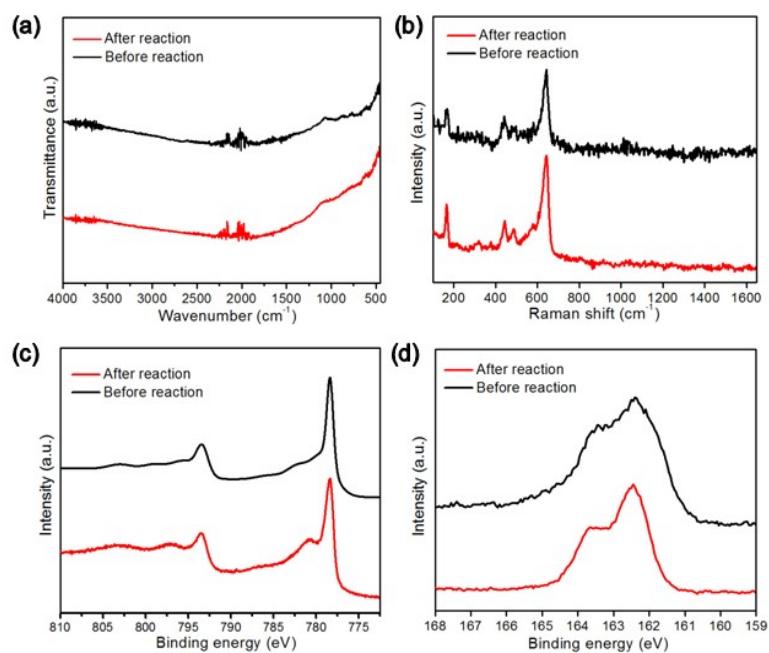 (a)
After reaction
Before reaction
Transmittance (a.u.)
4000 3500 3000 2500 2000 1500 1000 500
Wavenumber (cm⁻¹)
(b)
After reaction
Before reaction
Intensity (a.u.)
200 400 600 800 1000 1200 1400 1600
Raman shift (cm⁻¹)
(c)
After reaction
Before reaction
Intensity (a.u.)
810 805 800 795 790 785 780 775
Binding energy (eV)
(d)
After reaction
Before reaction
Intensity (a.u.)
168 167 166 165 164 163 162 161 160 159
Binding energy (eV)